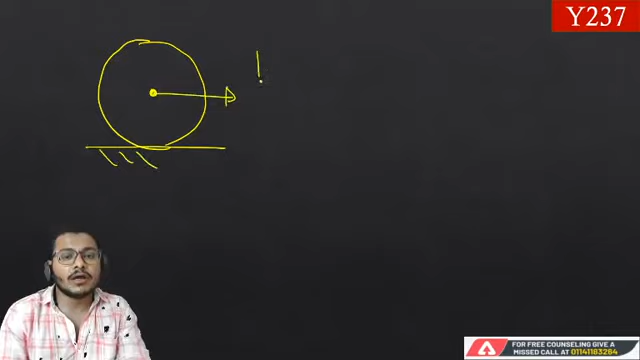 Y237
FOR FREE COUNSELING GIVE A
MISSED CALL AT 01141183264